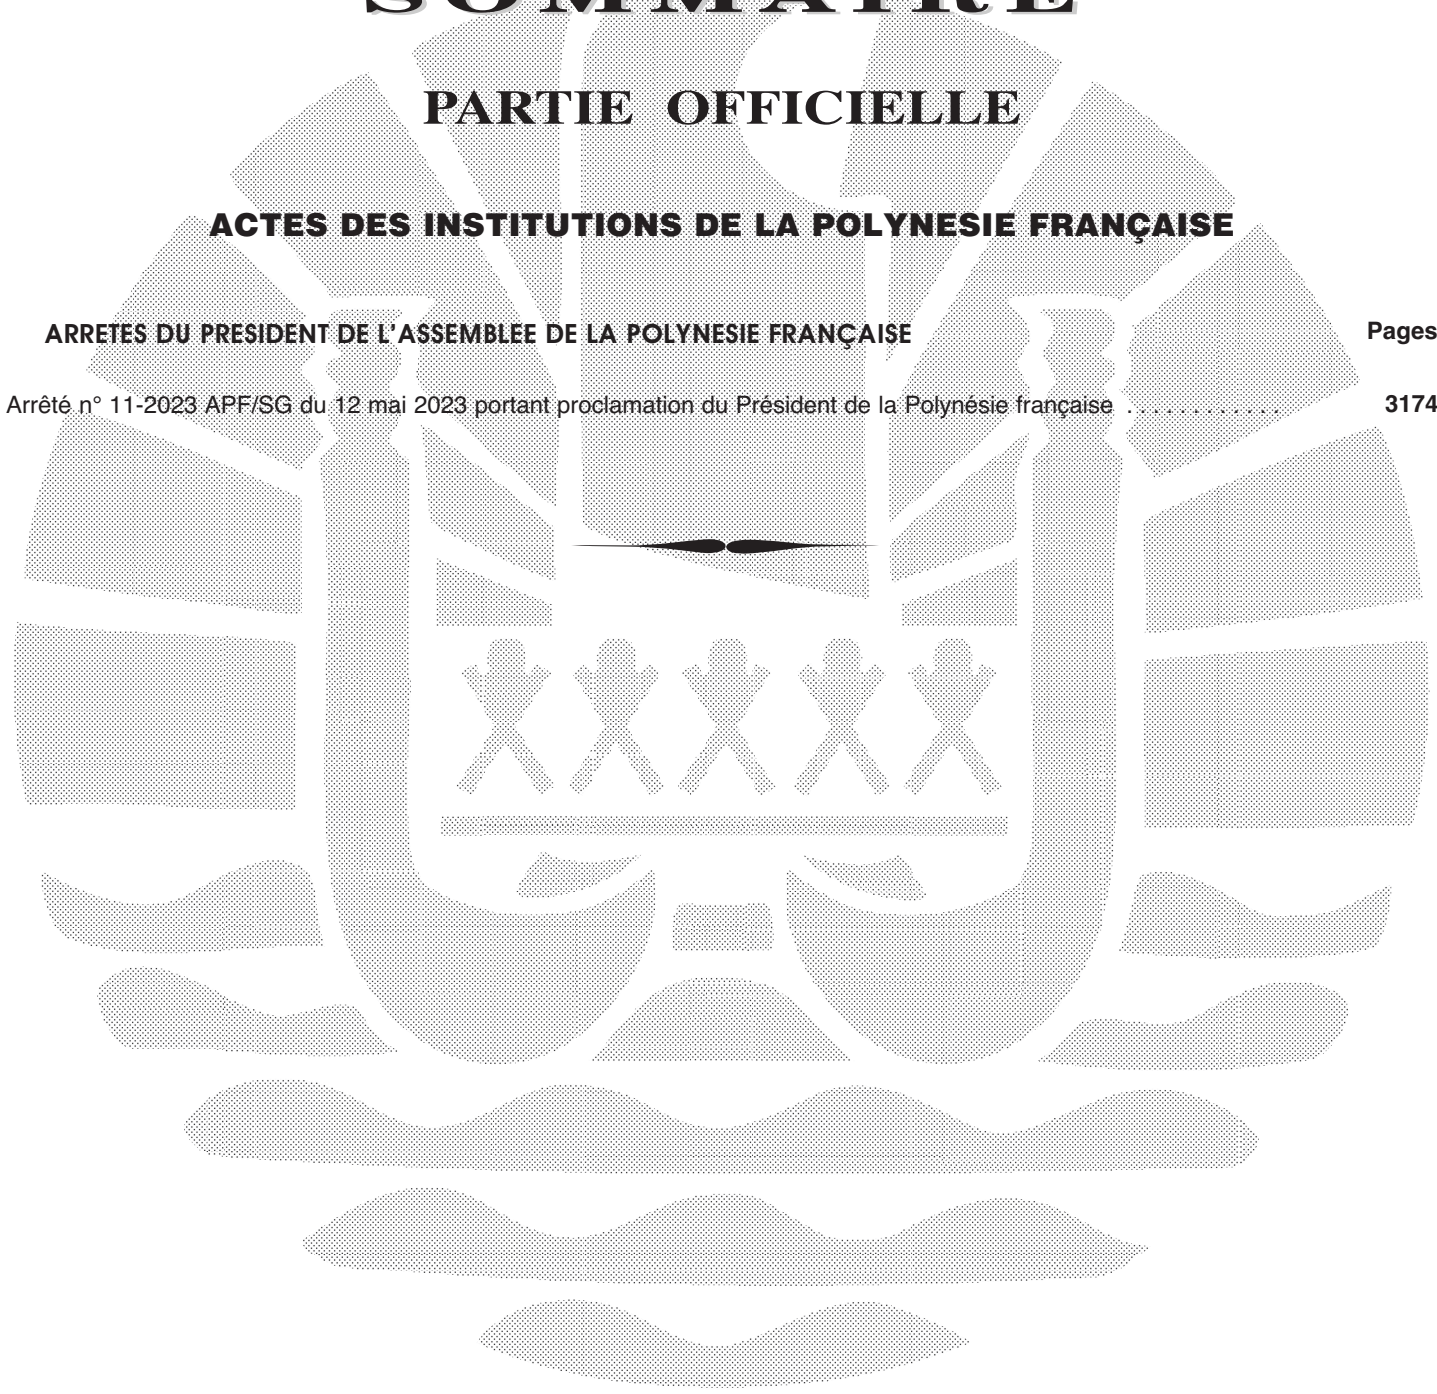 SOMMAIRE
PARTIE OFFICIELLE
ACTES DES INSTITUTIONS DE LA POLYNESIE FRANÇAISE
ARRETES DU PRESIDENT DE L'ASSEMBLEE DE LA POLYNESIE FRANÇAISE Pages
Arrêté n° 11-2023 APF/SG du 12 mai 2023 portant proclamation du Président de la Polynésie française . . . . . . . . . . . . 3174